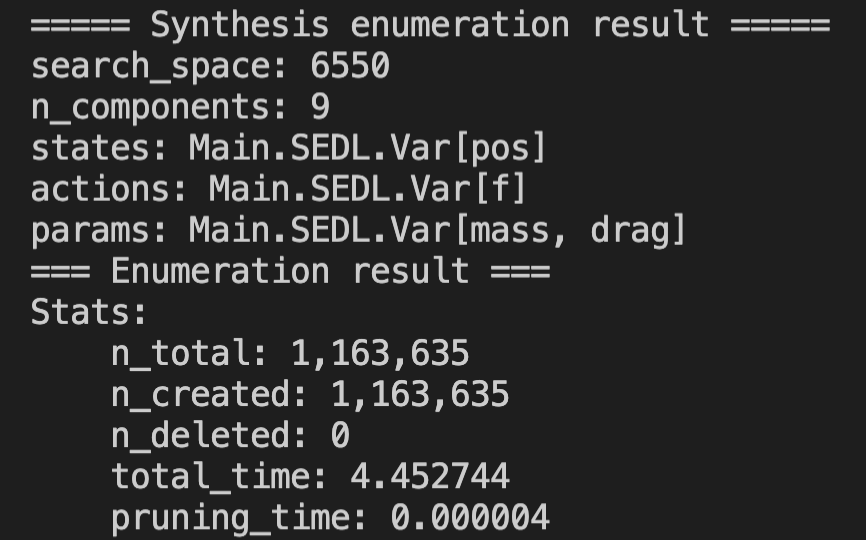 ===== Synthesis enumeration result =====
search_space: 6550
n_components: 9
states: Main.SEDL.Var[pos]
actions: Main.SEDL.Var[f]
params: Main.SEDL.Var[mass, drag]
=== Enumeration result ===
Stats:
    n_total: 1,163,635
    n_created: 1,163,635
    n_deleted: 0
    total_time: 4.452744
    pruning_time: 0.000004